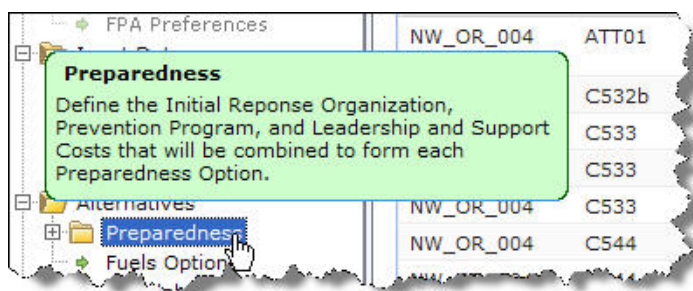 FPA Preferences
NW_OR_004 ATT01
Preparedness
Define the Initial Reponse Organization,
Prevention Program, and Leadership and Support
Costs that will be combined to form each
Preparedness Option.
C532b
C533
C533
Alternatives
NW_OR_004 C533
Preparedness
NW_OR_004 C544
Fuels Option